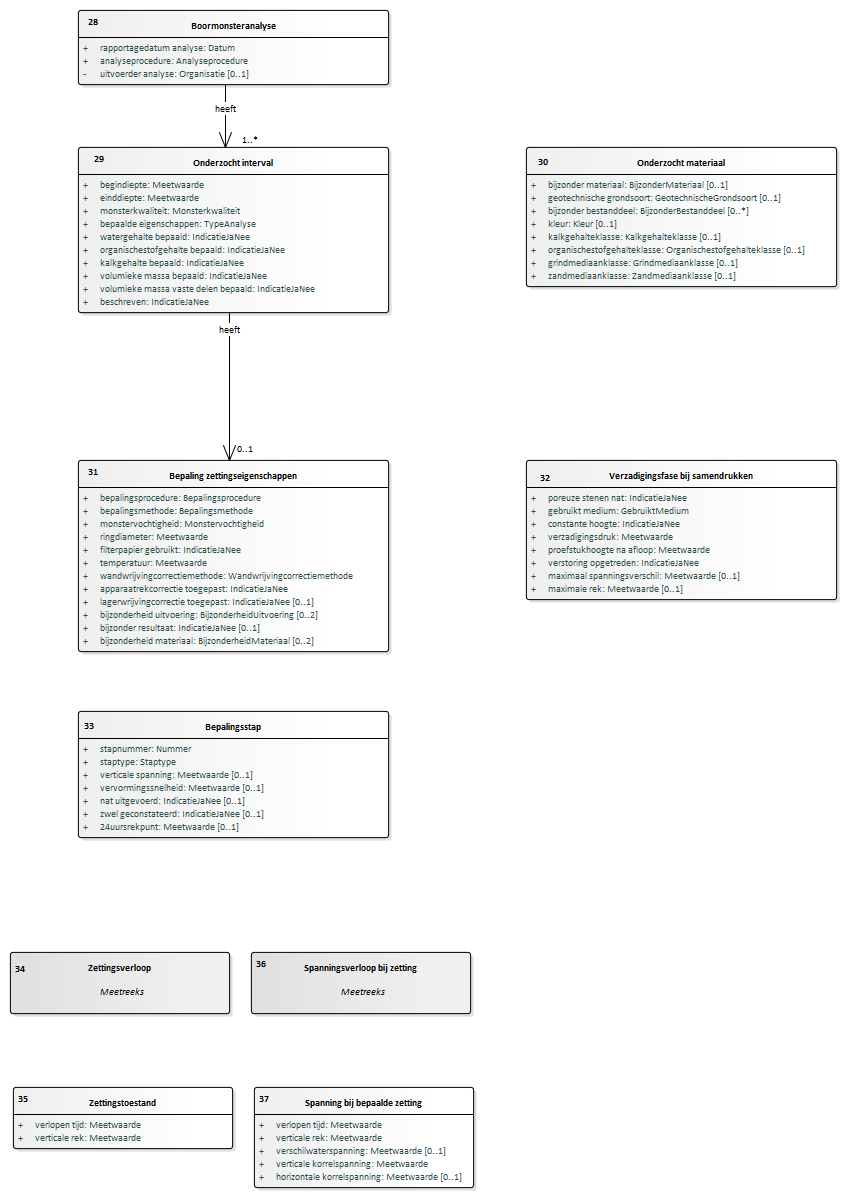 28
Boormonsteranalyse
+ rapportagedatum analyse: Datum
+ analyseprocedure: Analyseprocedure
- uitvoerder analyse: Organisatie [0..1]
heeft
1..*
29
Onderzocht interval
+ begindiepte: Meetwaarde
+ einddiepte: Meetwaarde
+ monsterkwaliteit: Monsterkwaliteit
+ bepaalde eigenschappen: TypeAnalyse
+ watergehalte bepaald: IndicatieJaNee
+ organischestofgehalte bepaald: IndicatieJaNee
+ kalkgehalte bepaald: IndicatieJaNee
+ volumieke massa bepaald: IndicatieJaNee
+ volumieke massa vaste delen bepaald: IndicatieJaNee
+ beschreven: IndicatieJaNee
30
Onderzocht materiaal
+ bijzonder materiaal: BijzonderMateriaal [0..1]
+ geotechnische grondsoort: GeotechnischeGrondsoort [0..1]
+ bijzonder bestanddeel: BijzonderBestanddeel [0..*]
+ kleur: Kleur [0..1]
+ kalkgehalteklasse: Kalkgehalteklasse [0..1]
+ organischestofgehalteklasse: Organischestofgehalteklasse [0..1]
+ grindmediaanklasse: Grindmediaanklasse [0..1]
+ zandmediaanklasse: Zandmediaanklasse [0..1]
heeft
0..1
31
Bepaling zettingseigenschappen
+ bepalingsprocedure: Bepalingsprocedure
+ bepalingsmethode: Bepalingsmethode
+ monstervochtigheid: Monstervochtigheid
+ ringdiameter: Meetwaarde
+ filterpapier gebruikt: IndicatieJaNee
+ temperatuur: Meetwaarde
+ wandwrijvingcorrectiemethode: Wandwrijvingcorrectiemethode
+ apparaatrekcorrectie toegepast: IndicatieJaNee
+ lagerwrijvingcorrectie toegepast: IndicatieJaNee [0..1]
+ bijzonderheid uitvoering: BijzonderheidUitvoering [0..2]
+ bijzonder resultaat: IndicatieJaNee [0..1]
+ bijzonderheid materiaal: BijzonderheidMateriaal [0..2]
32
Verzadigingsfase bij samendrukken
+ poreuze stenen nat: IndicatieJaNee
+ gebruikt medium: GebruiktMedium
+ constante hoogte: IndicatieJaNee
+ verzadigingsdruk: Meetwaarde
+ proefstukhoogte na afloop: Meetwaarde
+ verstoring opgetreden: IndicatieJaNee
+ maximaal spanningsverschil: Meetwaarde [0..1]
+ maximale rek: Meetwaarde [0..1]
33
Bepalingsstap
+ stapnummer: Nummer
+ staptype: Staptype
+ verticale spanning: Meetwaarde [0..1]
+ vervormingssnelheid: Meetwaarde [0..1]
+ nat uitgevoerd: IndicatieJaNee [0..1]
+ zwel geconstateerd: IndicatieJaNee [0..1]
+ 24uursrekpunt: Meetwaarde [0..1]
34
Zettingsverloop
Meetreeks
36
Spanningsverloop bij zetting
Meetreeks
35
Zettingstoestand
+ verlopen tijd: Meetwaarde
+ verticale rek: Meetwaarde
37
Spanning bij bepaalde zetting
+ verlopen tijd: Meetwaarde
+ verticale rek: Meetwaarde
+ verschilwaterspanning: Meetwaarde [0..1]
+ verticale korrelspanning: Meetwaarde
+ horizontale korrelspanning: Meetwaarde [0..1]